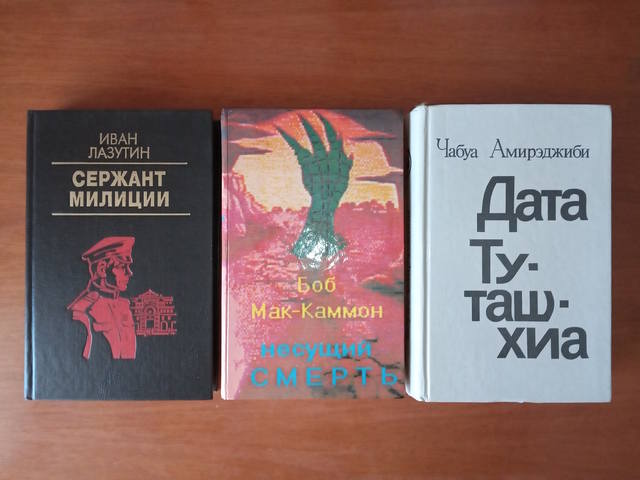 ИВАН
ЛАЗУТИН
СЕРЖАНТ
МИЛИЦИИ
Боб
Мак-Каммон
несущий
СМЕРТЬ
Чабуа Амирэджиби
Дата
Ту-
таш-
хиа